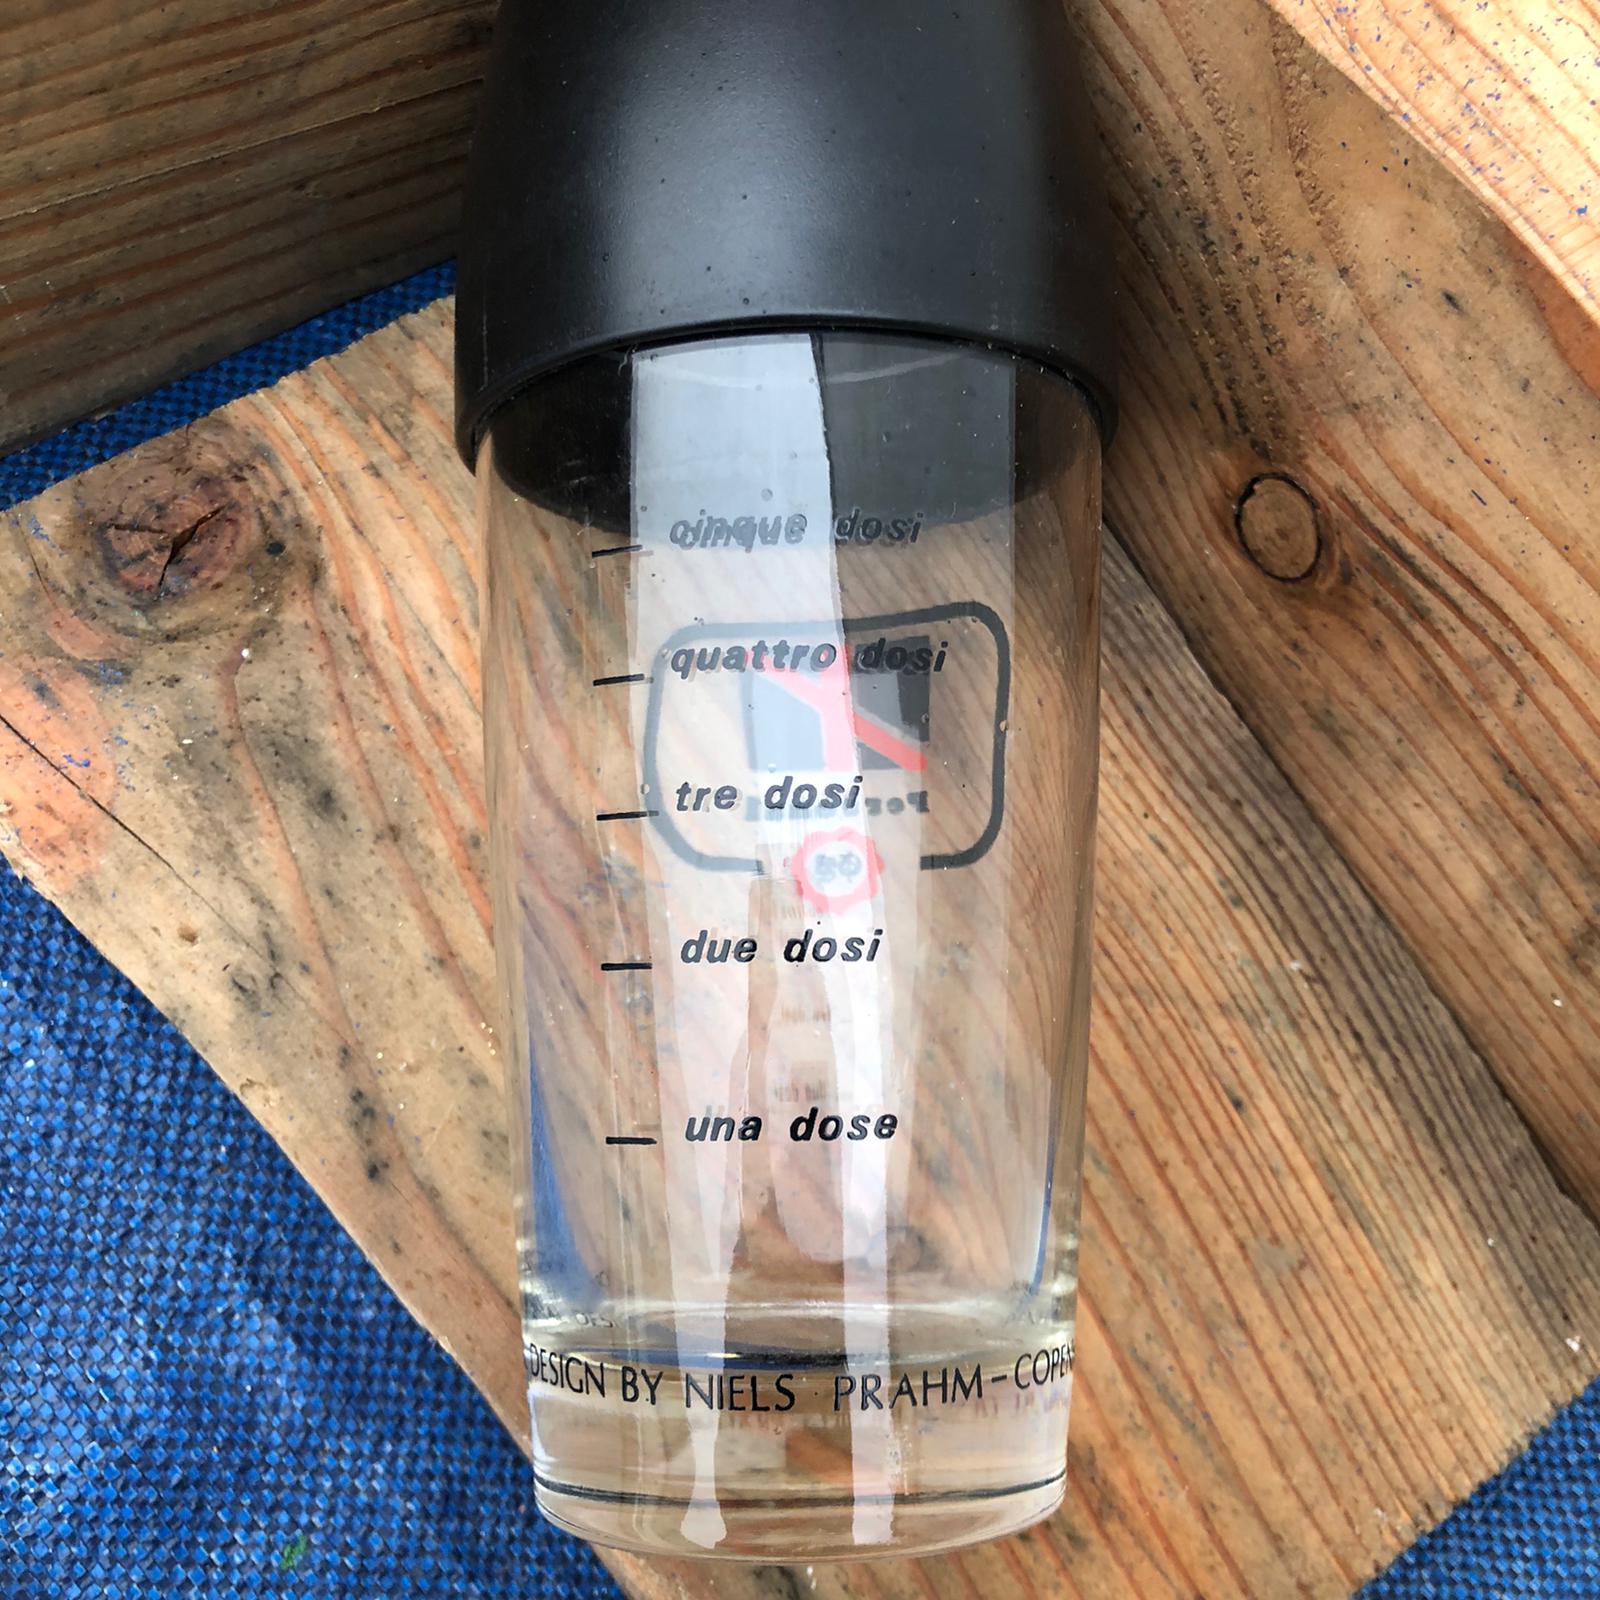 cinque dosi
quattro dosi
tre dosi
due dosi
una dose
DESIGN BY NIELS PRAHM-COPEN